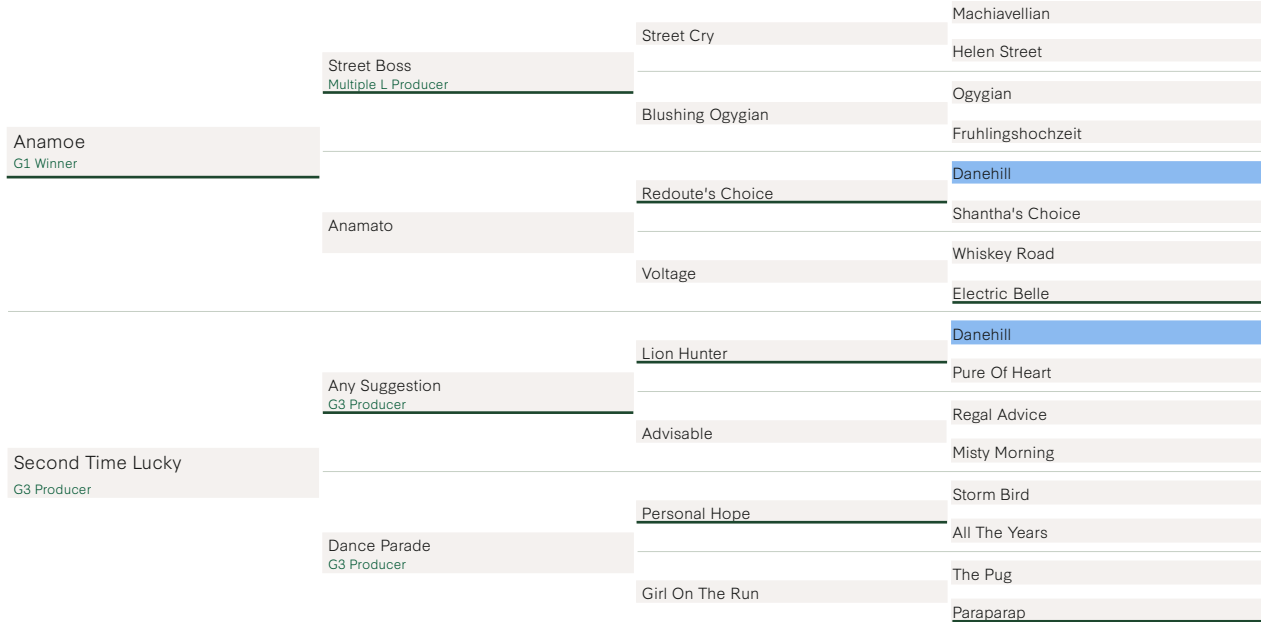 Anamoe
G1 Winner
Street Boss
Multiple L Producer
Street Cry
Machiavellian
Helen Street
Blushing Ogygian
Ogygian
Fruhlingshochzeit
Anamato
Redoute's Choice
Danehill
Shantha's Choice
Voltage
Whiskey Road
Electric Belle
Second Time Lucky
G3 Producer
Any Suggestion
G3 Producer
Lion Hunter
Danehill
Pure Of Heart
Advisable
Regal Advice
Misty Morning
Dance Parade
G3 Producer
Personal Hope
Storm Bird
All The Years
Girl On The Run
The Pug
Paraparap